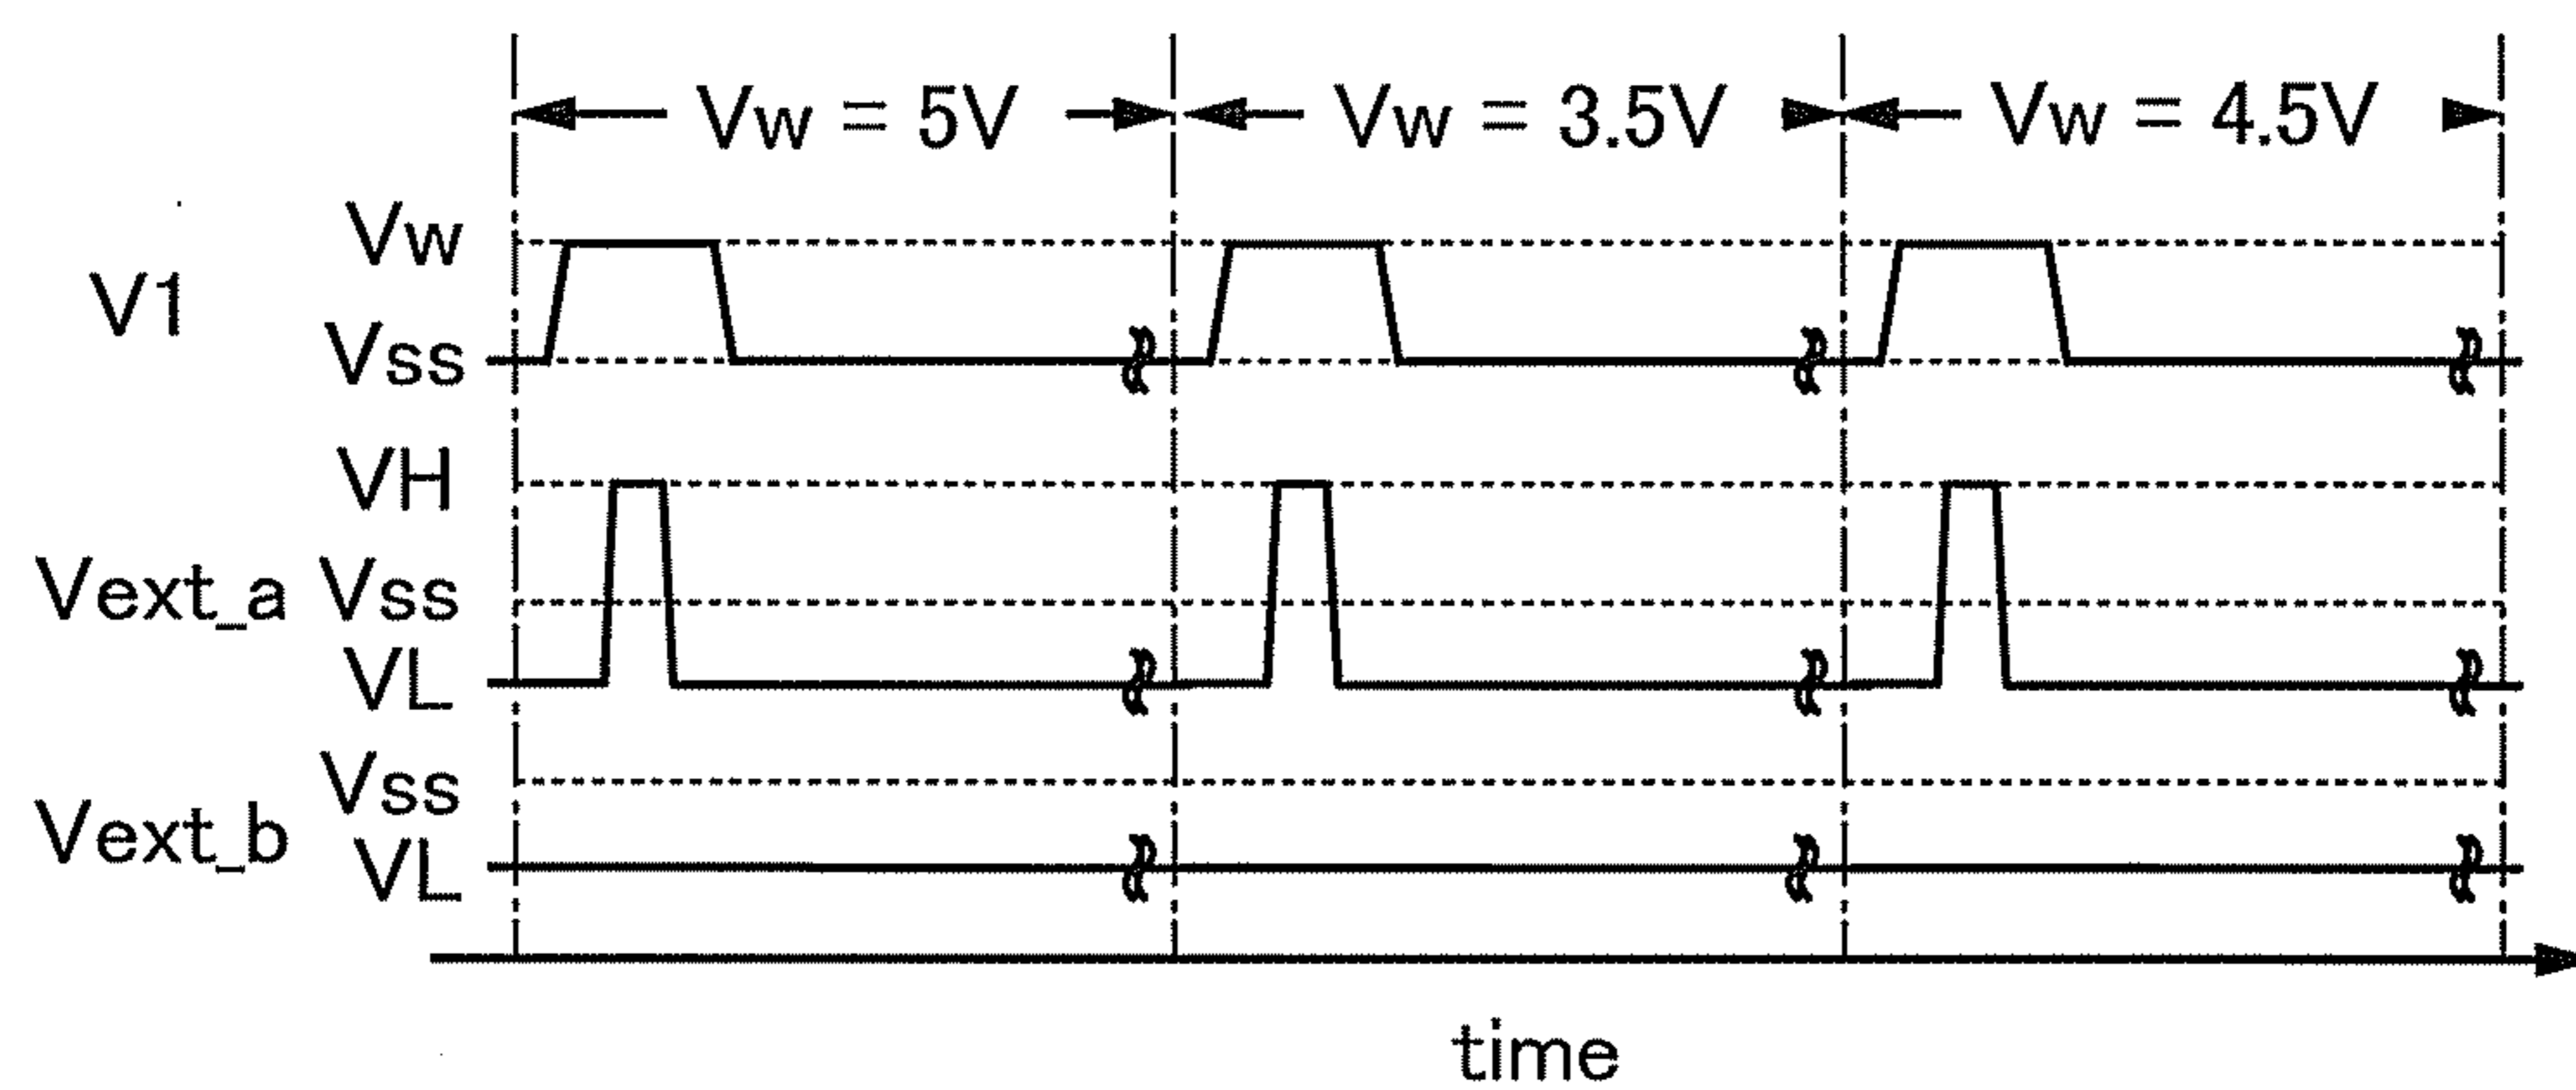 Vw = 5V Vw = 3.5V Vw = 4.5V
Vw
V1
Vss
VH
Vext_a Vss
VL
Vss
Vext_b
VL
time